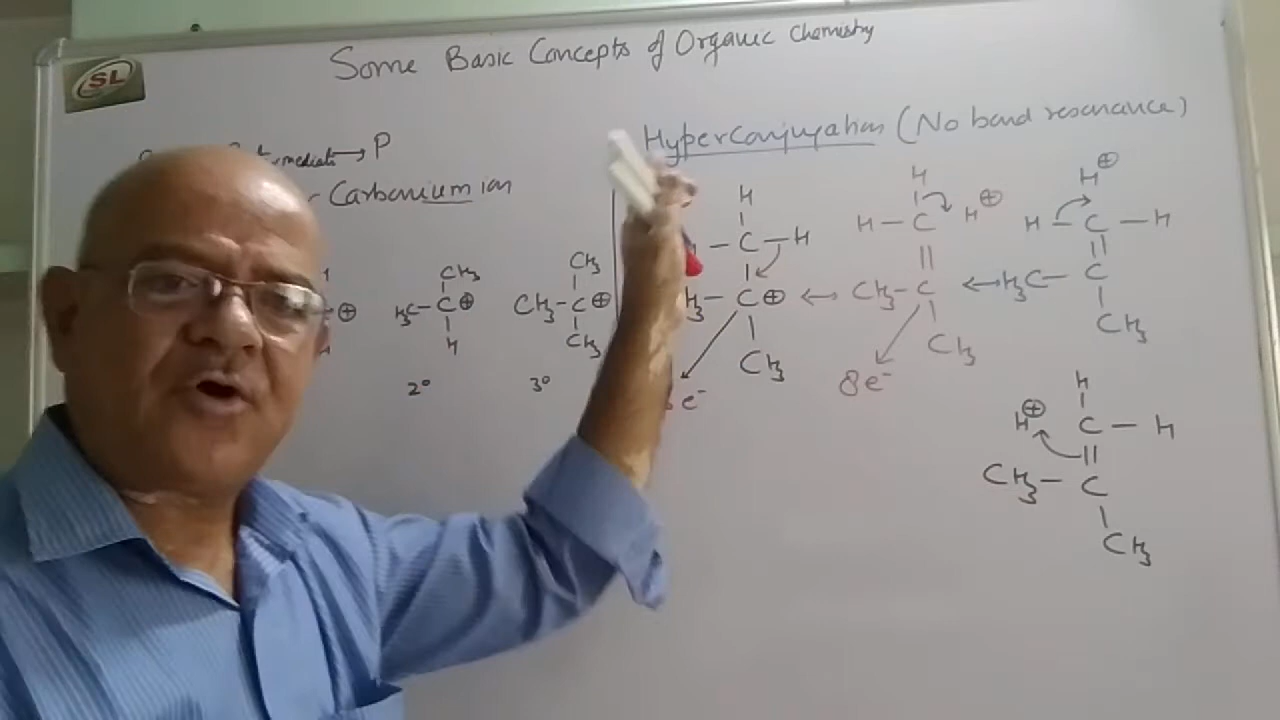 Some Basic Concepts of Organic Chemistry
SL
→ P
Carbonium ion
Hyperconjugation (No bond resonance)
H
– C – H
C ⊕ ↔
CH3
e-
H
H – C H⊕
CH3 – C ↔
CH3
8e-
H⊕
H – C – H
H3C – C
CH3
CH3
H3C – C⊕
H
2°
CH3
CH3 – C⊕
CH3
3°
H
H⊕ C – H
CH3 – C
CH3